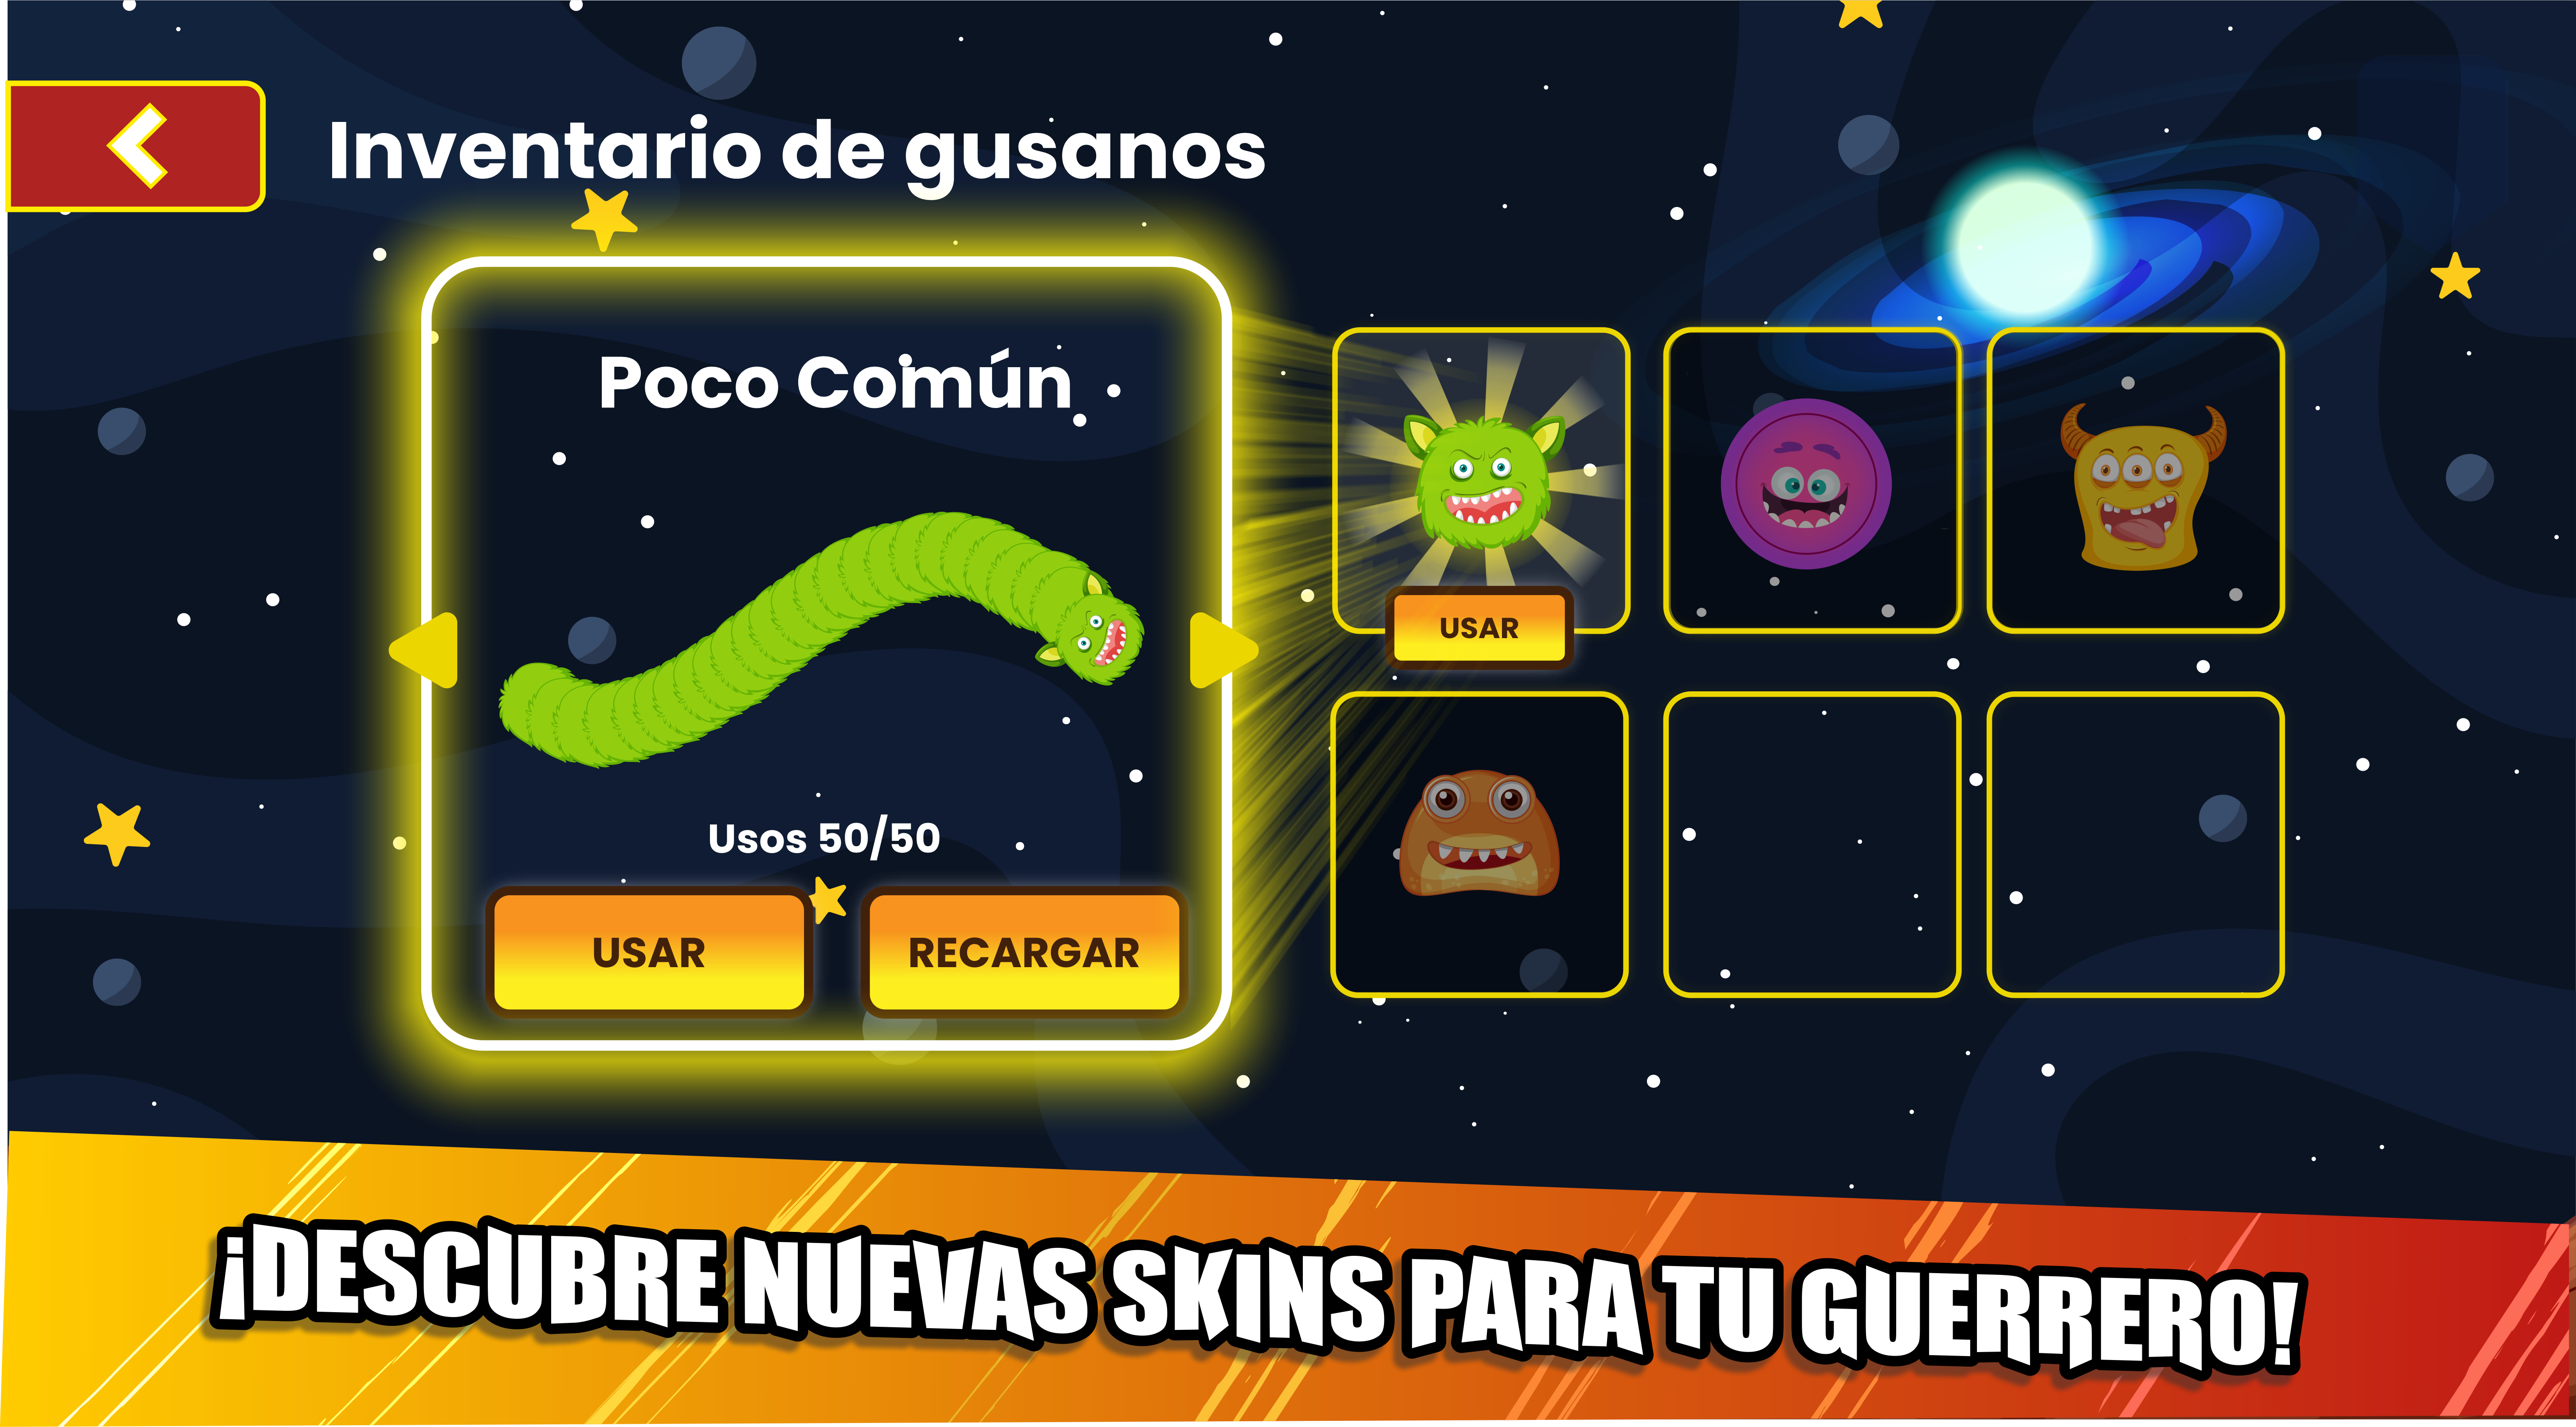 Inventario de gusanos
Poco Común
Usos 50/50
USAR
RECARGAR
USAR
¡DESCUBRE NUEVAS SKINS PARA TU GUERRERO!